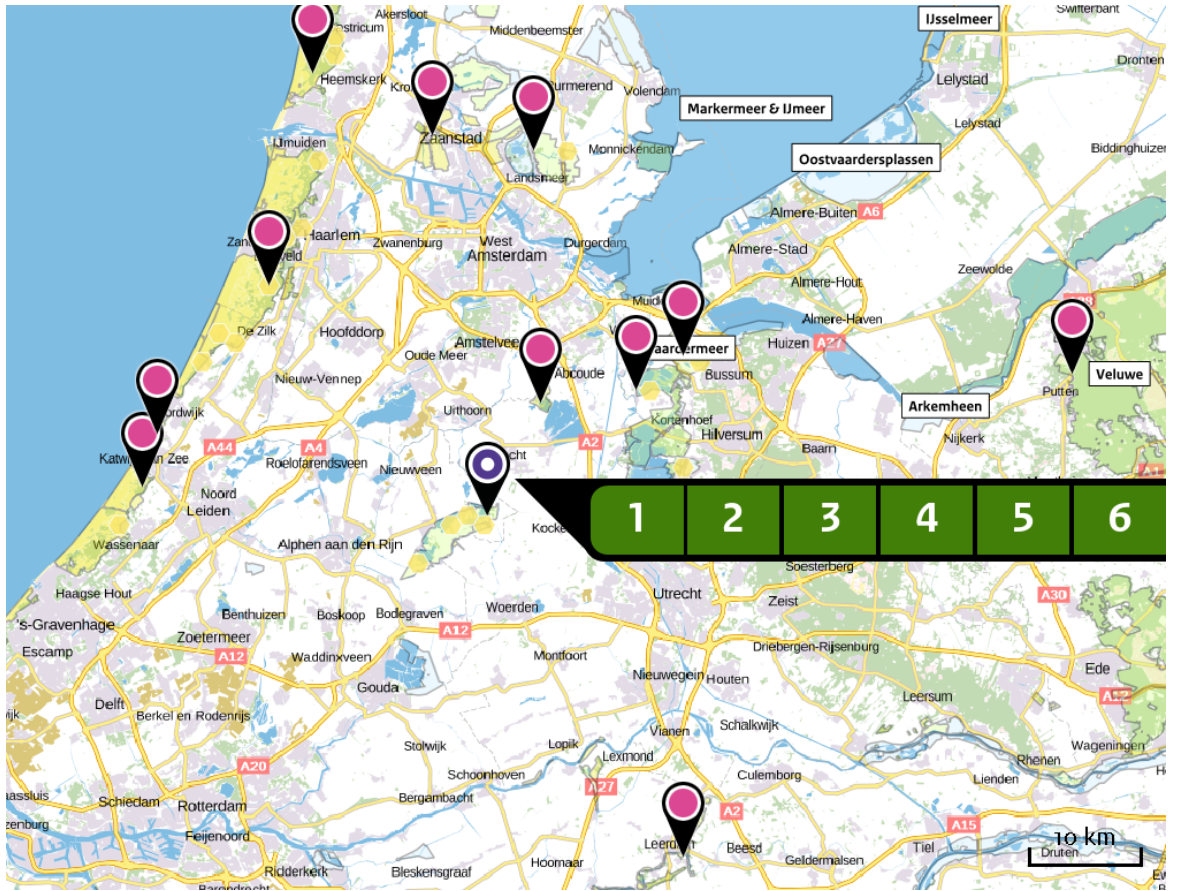 Akersloot
Swifterbant
IJsselmeer
Middenbeemster
Dronten
Heemskerk
Lelystad
Volendam
Markermeer & IJmeer
Lelystad
Zaanstad
IJmuiden
Monnickendam
Biddinghuizen
Oostvaardersplassen
Landsmeer
Almere-Buiten
A6
Haarlem
Zwanenburg
West
Amsterdam
Durgerdam
Almere-Stad
Zeewolde
Almere-Hout
De Zilk
Hoofddorp
Almere-Haven
Huizen
A27
Oude Meer
Abcoude
Bussum
Veluwe
Nieuw-Vennep
Putten
Uithoorn
Arkemheen
Kortenhoef
Hilversum
Nijkerk
A44
A4
A2
Baarn
Roelofarendsveen
Nieuwveen
Noord
Leiden
1
2
3
4
5
6
Wassenaar
Alphen aan den Rijn
Soesterberg
Haagse Hout
Utrecht
Zeist
A30
Benthuizen
Boskoop
Bodegraven
Woerden
's-Gravenhage
Zoetermeer
A12
Escamp
A12
Waddinxveen
Montfoort
Driebergen-Rijsenburg
Ede
Gouda
Nieuwegein
Houten
Leersum
Delft
Berkel en Rodenrijs
Schalkwijk
Vianen
Stolwijk
Lopik
Lexmond
Wageningen
Rhenen
A20
Schoonhoven
Culemborg
Lienden
A27
Schiedam
Rotterdam
Bergambacht
A2
A15
Feijenoord
10 km
Beesd
Tiel
Druten
Geldermalsen
Hoornaar
Ridderkerk
Bleskensgraaf
Barendrecht